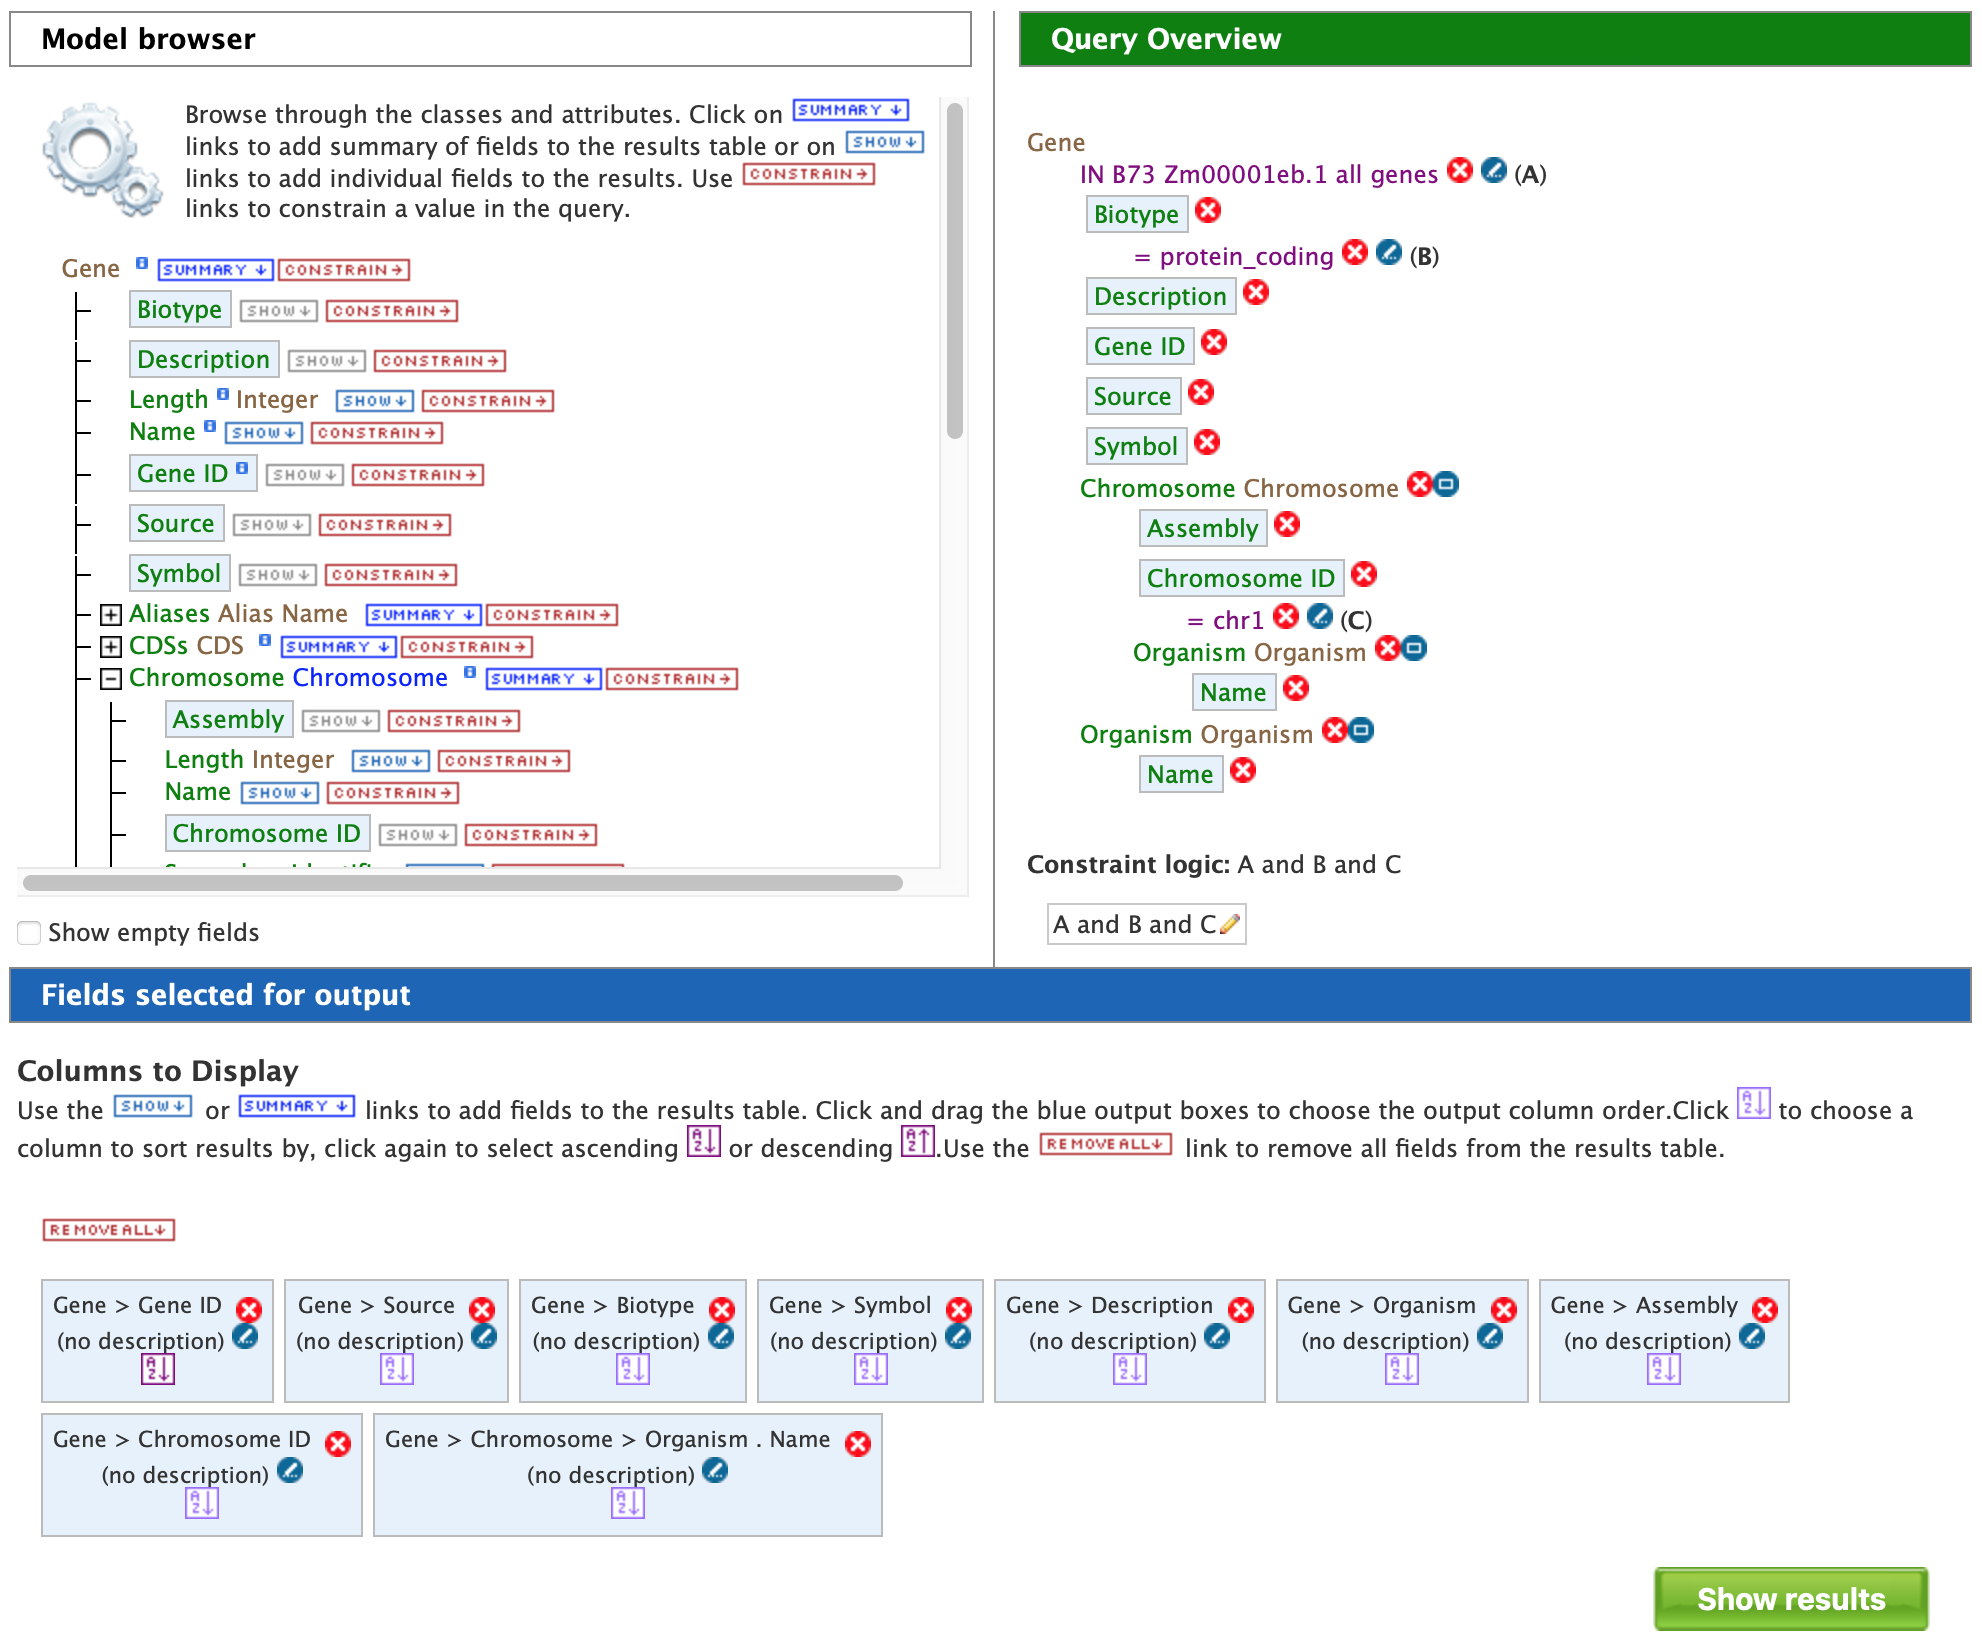 Model browser
Browse through the classes and attributes. Click on SUMMARY ↓
links to add summary of fields to the results table or on SHOW ↓
links to add individual fields to the results. Use CONSTRAIN →
links to constrain a value in the query.
Gene SUMMARY ↓ CONSTRAIN →
Biotype SHOW ↓ CONSTRAIN →
Description SHOW ↓ CONSTRAIN →
Length Integer SHOW ↓ CONSTRAIN →
Name SHOW ↓ CONSTRAIN →
Gene ID SHOW ↓ CONSTRAIN →
Source SHOW ↓ CONSTRAIN →
Symbol SHOW ↓ CONSTRAIN →
Aliases Alias Name SUMMARY ↓ CONSTRAIN →
CDSs CDS SUMMARY ↓ CONSTRAIN →
Chromosome Chromosome SUMMARY ↓ CONSTRAIN →
Assembly SHOW ↓ CONSTRAIN →
Length Integer SHOW ↓ CONSTRAIN →
Name SHOW ↓ CONSTRAIN →
Chromosome ID SHOW ↓ CONSTRAIN →
Show empty fields
Query Overview
Gene
IN B73 Zm00001eb.1 all genes (A)
Biotype
= protein_coding (B)
Description
Gene ID
Source
Symbol
Chromosome Chromosome
Assembly
Chromosome ID
= chr1 (C)
Organism Organism
Name
Organism Organism
Name
Constraint logic: A and B and C
A and B and C
Fields selected for output
Columns to Display
Use the SHOW ↓ or SUMMARY ↓ links to add fields to the results table. Click and drag the blue output boxes to choose the output column order.Click to choose a
column to sort results by, click again to select ascending or descending .Use the REMOVE ALL ↓ link to remove all fields from the results table.
REMOVE ALL ↓
Gene > Gene ID
(no description)
Gene > Source
(no description)
Gene > Biotype
(no description)
Gene > Symbol
(no description)
Gene > Description
(no description)
Gene > Organism
(no description)
Gene > Assembly
(no description)
Gene > Chromosome ID
(no description)
Gene > Chromosome > Organism . Name
(no description)
Show results